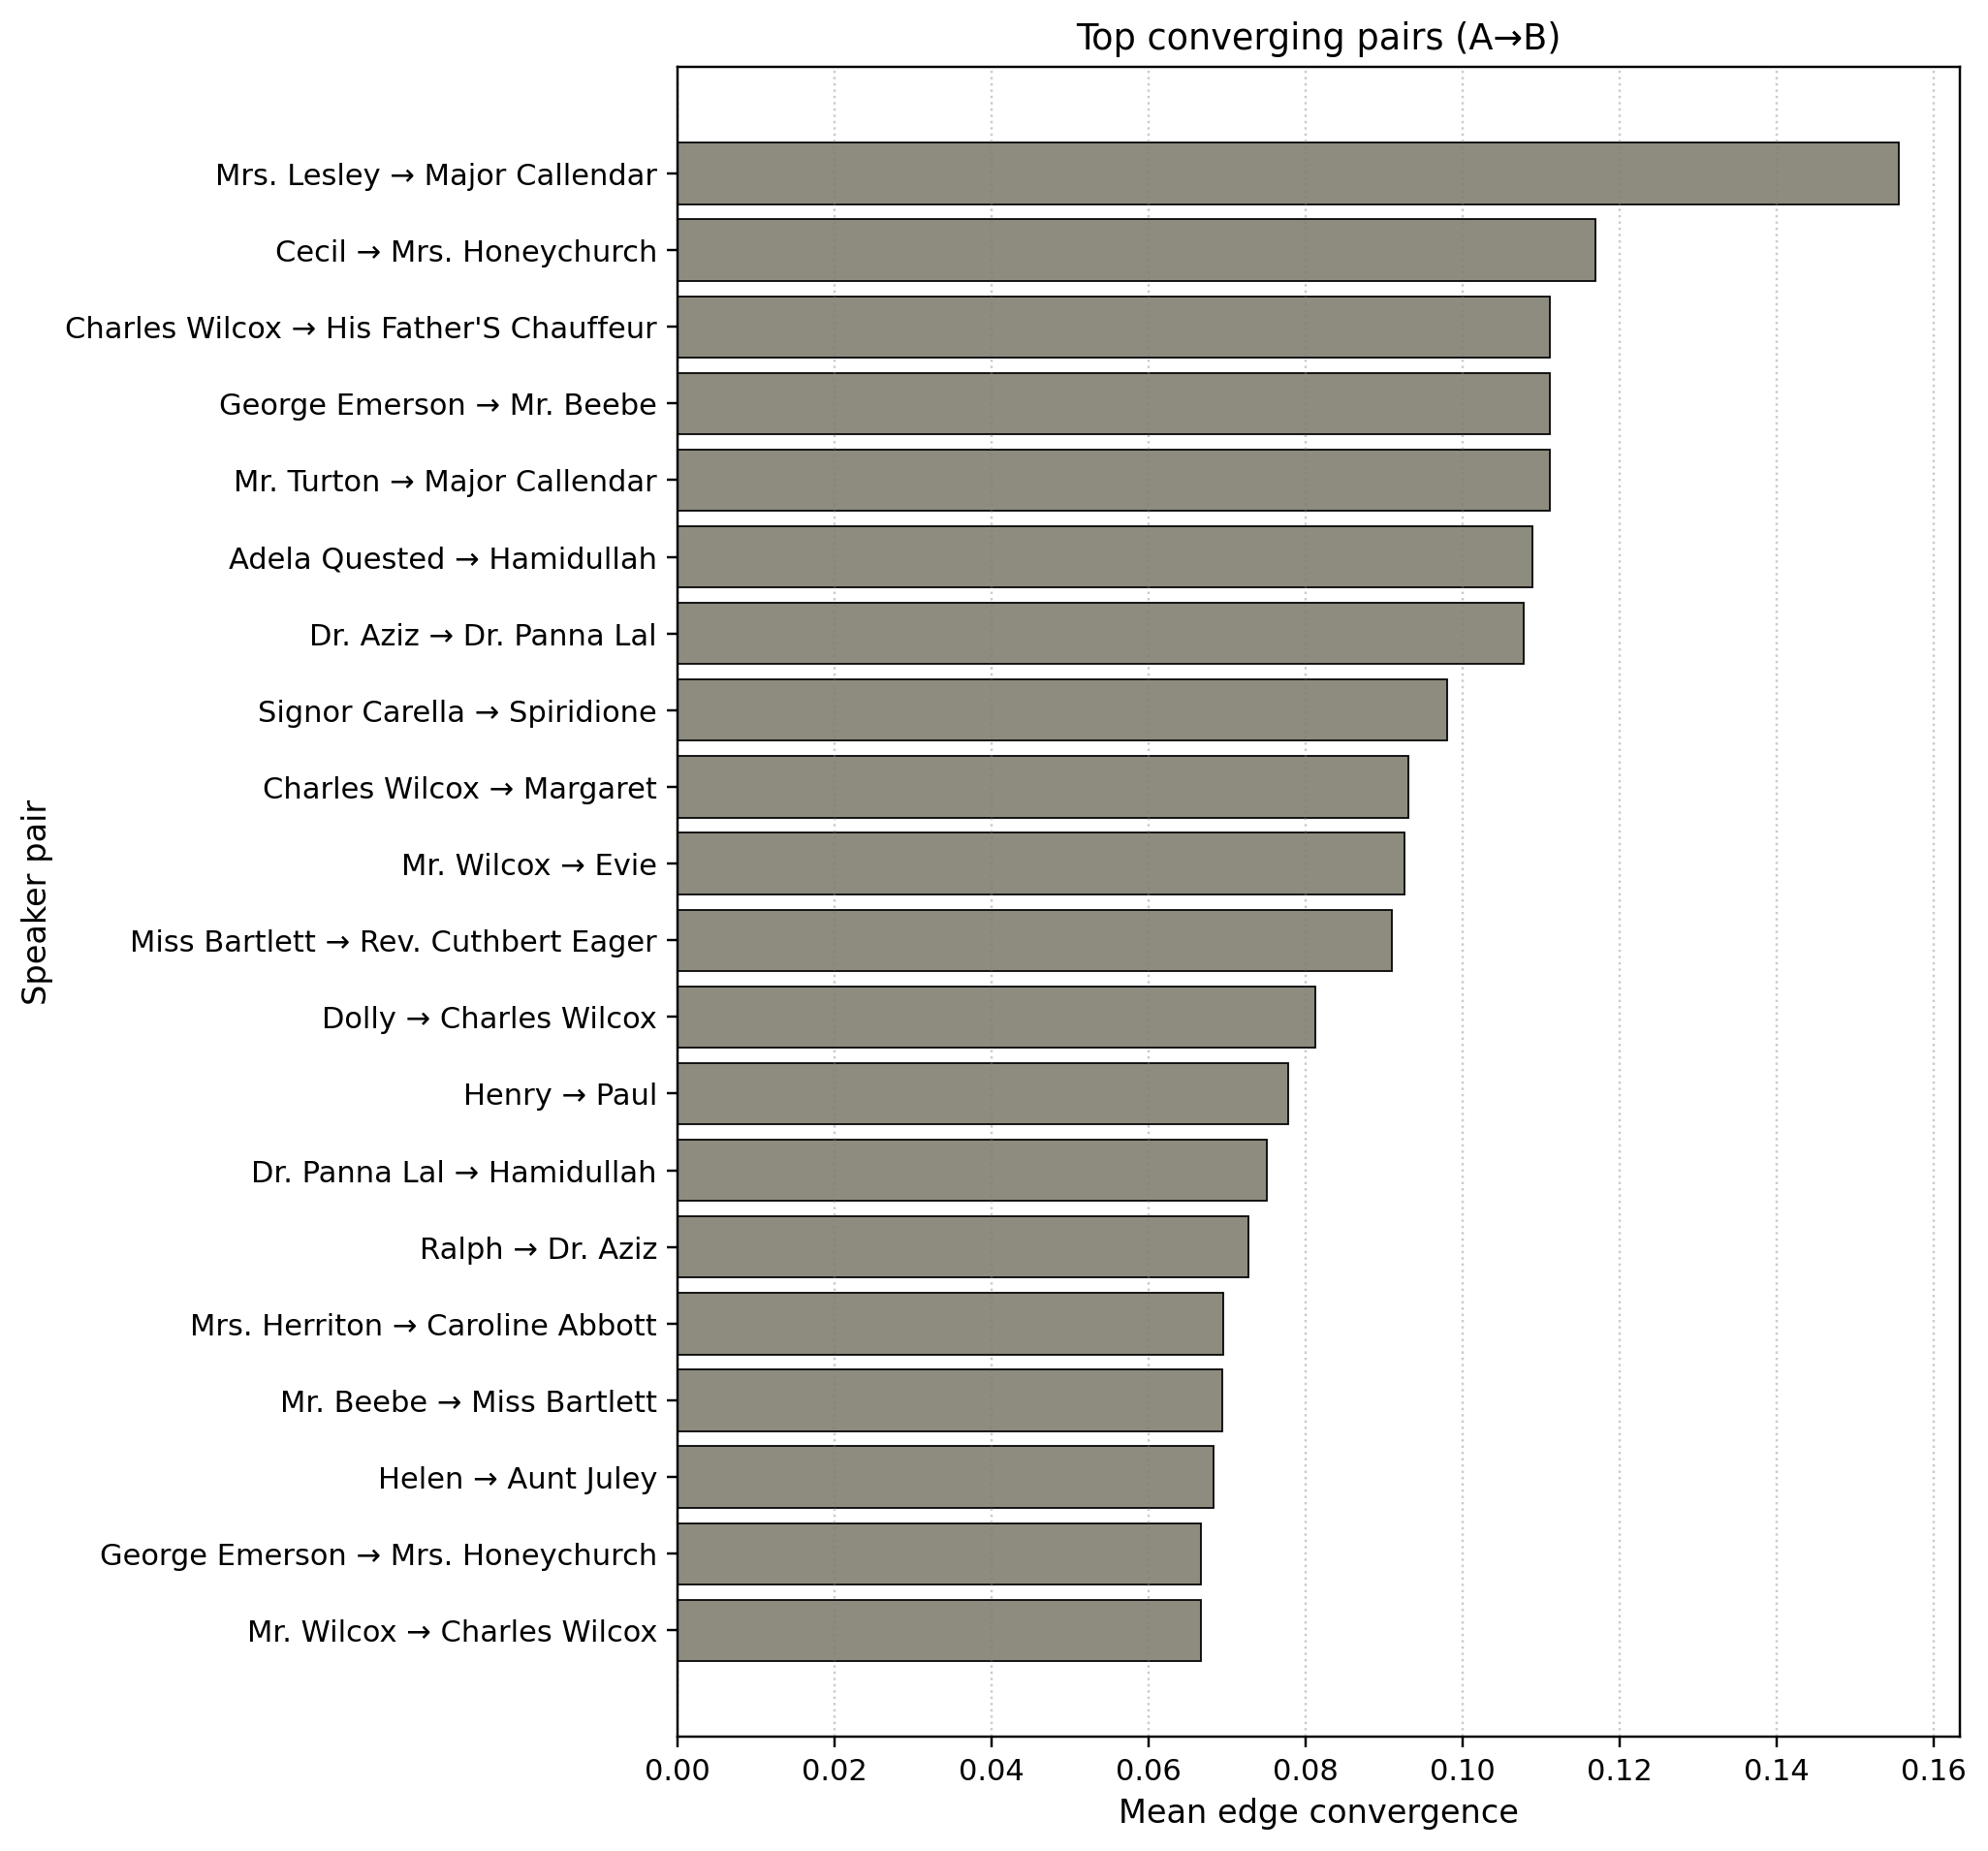 Top converging pairs (A→B)
Mrs. Lesley → Major Callendar
Cecil → Mrs. Honeychurch
Charles Wilcox → His Father'S Chauffeur
George Emerson → Mr. Beebe
Mr. Turton → Major Callendar
Adela Quested → Hamidullah
Dr. Aziz → Dr. Panna Lal
Signor Carella → Spiridione
Charles Wilcox → Margaret
Mr. Wilcox → Evie
Miss Bartlett → Rev. Cuthbert Eager
Dolly → Charles Wilcox
Henry → Paul
Dr. Panna Lal → Hamidullah
Ralph → Dr. Aziz
Mrs. Herriton → Caroline Abbott
Mr. Beebe → Miss Bartlett
Helen → Aunt Juley
George Emerson → Mrs. Honeychurch
Mr. Wilcox → Charles Wilcox
Speaker pair
0.00 0.02 0.04 0.06 0.08 0.10 0.12 0.14 0.16
Mean edge convergence